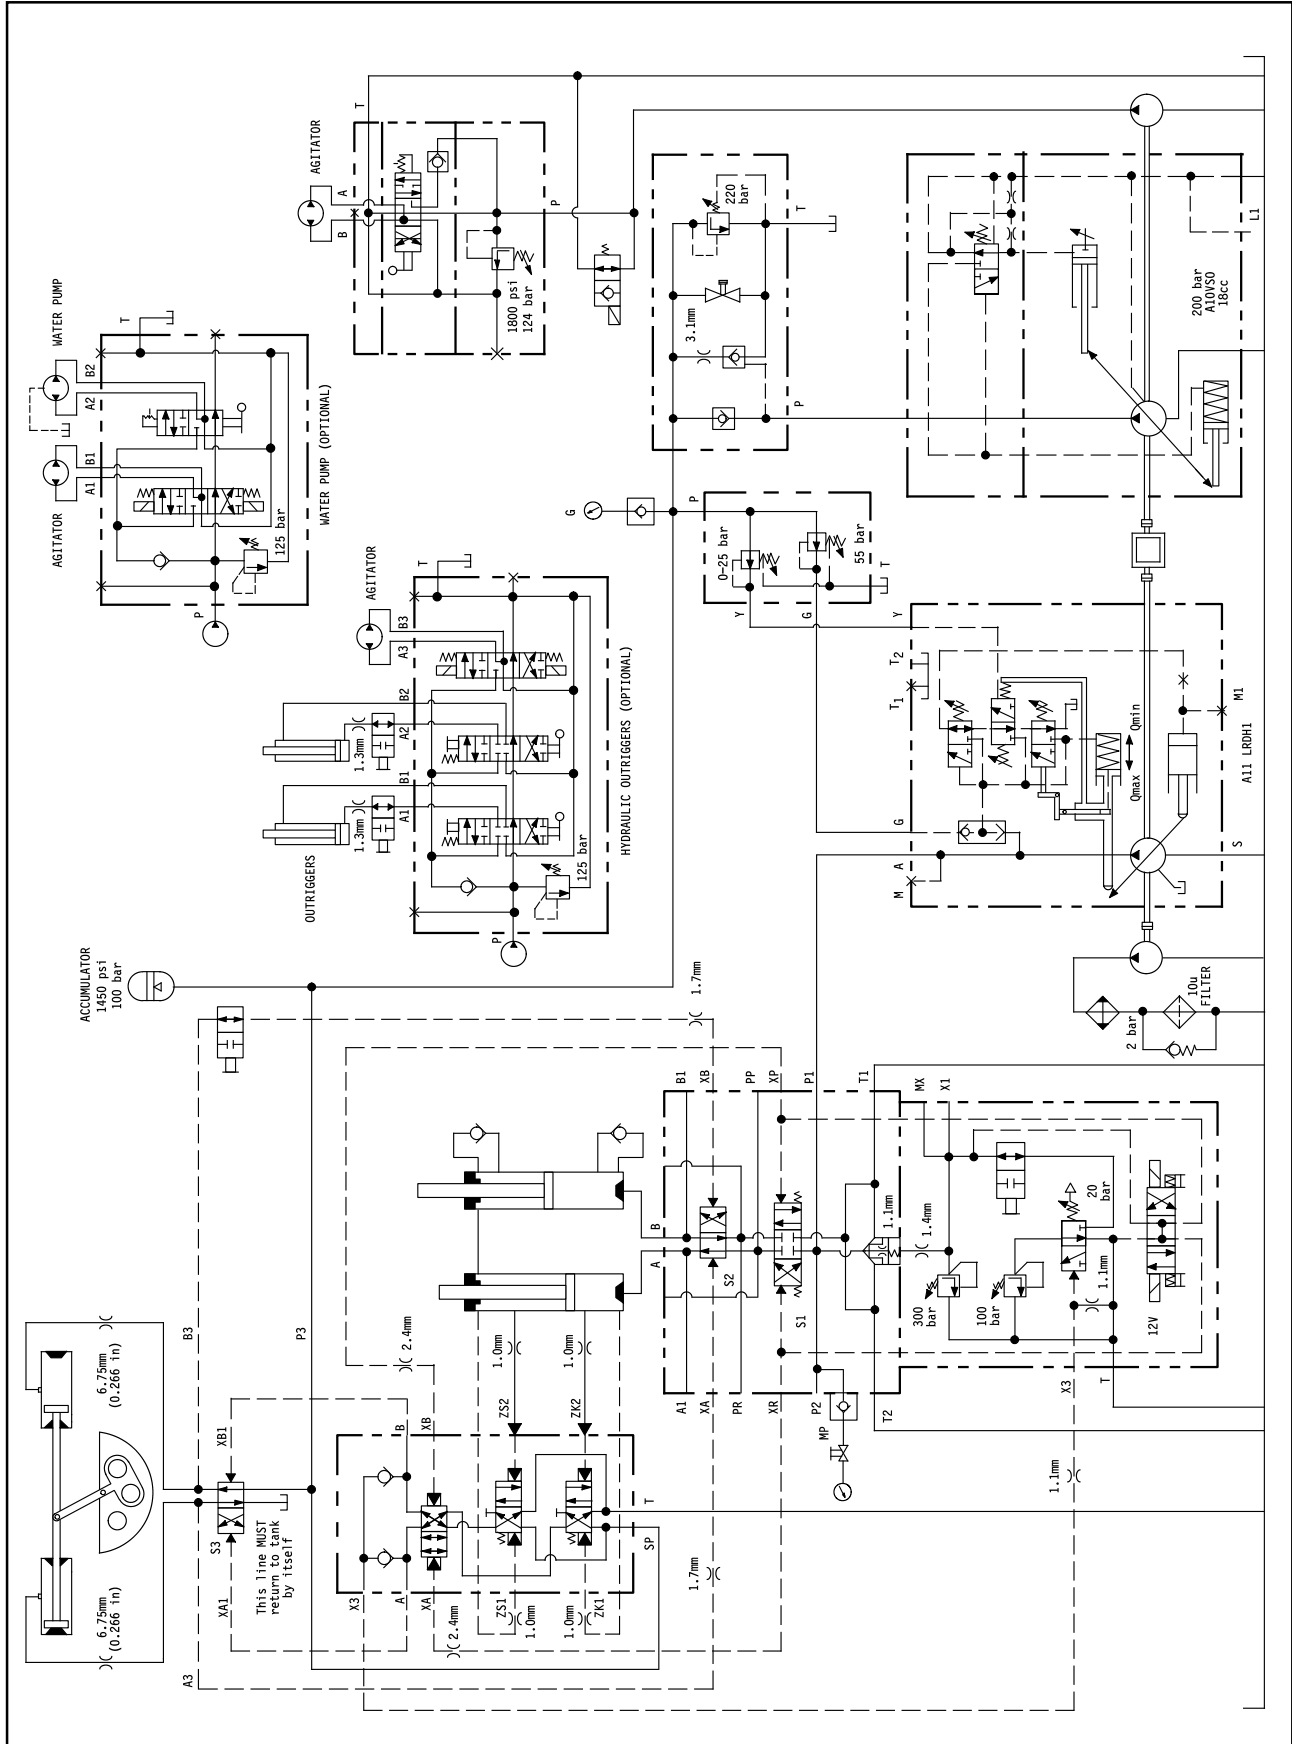 AGITATOR
A
B
T
P
1800 psi
124 bar
AGITATOR
WATER PUMP
A1
B1
A2
B2
T
P
125 bar
WATER PUMP (OPTIONAL)
3.1mm
220
bar
T
P
200 bar
A10VSO
18cc
L1
G
P
0-25 bar
55 bar
Y
G
T
AGITATOR
T
A3
B3
B2
A2
B1
A1
1.3mm
1.3mm
OUTRIGGERS
P
125 bar
HYDRAULIC OUTRIGGERS (OPTIONAL)
Y
T2
T1
G
A
M
M1
Qmin
Qmax
A11 LRDH1
S
ACCUMULATOR
1450 psi
100 bar
1.7mm
2 bar
10u
FILTER
B1
XB
PP
XP
P1
T1
MX
X1
B
A
S2
S1
1.1mm
1.4mm
300
bar
100
bar
20
bar
1.1mm
12V
A1
XA
PR
XR
P2
MP
T2
X3
T
1.1mm
6.75mm
(0.266 in)
6.75mm
(0.266 in)
B3
P3
A3
S3
XB1
XA1
This line MUST
return to tank
by itself
2.4mm
B
XB
ZS2
1.0mm
ZK2
1.0mm
X3
A
XA
2.4mm
ZS1
1.0mm
1.0mm
ZK1
T
SP
1.7mm